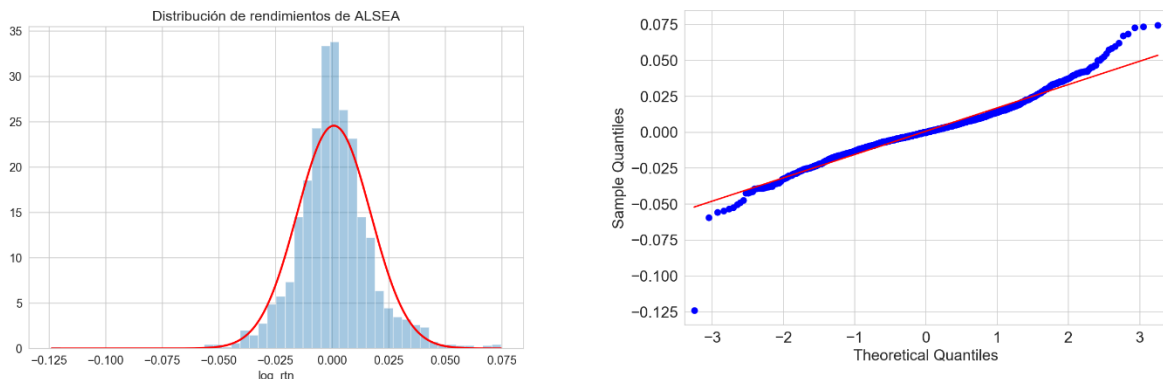 Distribución de rendimientos de ALSEA
35
30
25
20
15
10
5
0
−0.125 −0.100 −0.075 −0.050 −0.025 0.000 0.025 0.050 0.075
log_rtn
0.075
0.050
0.025
0.000
−0.025
−0.050
−0.075
−0.100
−0.125
Sample Quantiles
−3 −2 −1 0 1 2 3
Theoretical Quantiles